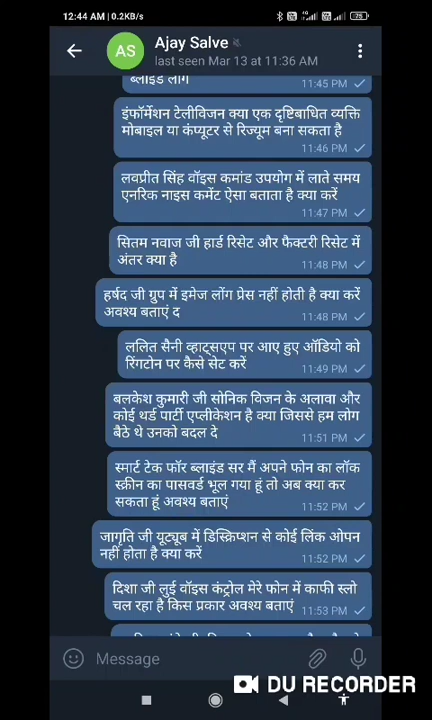 12:44 AM | 0.2KB/s
75
AS
Ajay Salve
last seen Mar 13 at 11:36 AM
ब्लाइंड लोग
11:45 PM
इंफॉर्मेशन टेलीविजन क्या एक दृष्टिबाधित व्यक्ति
मोबाइल या कंप्यूटर से रिज्यूम बना सकता है
11:46 PM
लवप्रीत सिंह वॉइस कमांड उपयोग में लाते समय
एनरिक नाइस कमेंट ऐसा बताता है क्या करें
11:47 PM
सितम नवाज जी हार्ड रिसेट और फैक्टरी रिसेट में
अंतर क्या है
11:48 PM
हर्षद जी ग्रुप में इमेज लोंग प्रेस नहीं होती है क्या करें
अवश्य बताएं द
11:48 PM
ललित सैनी व्हाट्सएप पर आए हुए ऑडियो को
रिंगटोन पर कैसे सेट करें
11:49 PM
बलकेश कुमारी जी सोनिक विजन के अलावा और
कोई थर्ड पार्टी एप्लीकेशन है क्या जिससे हम लोग
बैठे थे उनको बदल दे
11:51 PM
स्मार्ट टेक फॉर ब्लाइंड सर मैं अपने फोन का लॉक
स्क्रीन का पासवर्ड भूल गया हूं तो अब क्या कर
सकता हूं अवश्य बताएं
11:52 PM
जागृति जी यूट्यूब में डिस्क्रिप्शन से कोई लिंक ओपन
नहीं होता है क्या करें
11:52 PM
दिशा जी लुई वॉइस कंट्रोल मेरे फोन में काफी स्लो
चल रहा है किस प्रकार अवश्य बताएं
11:53 PM
Message
DU RECORDER